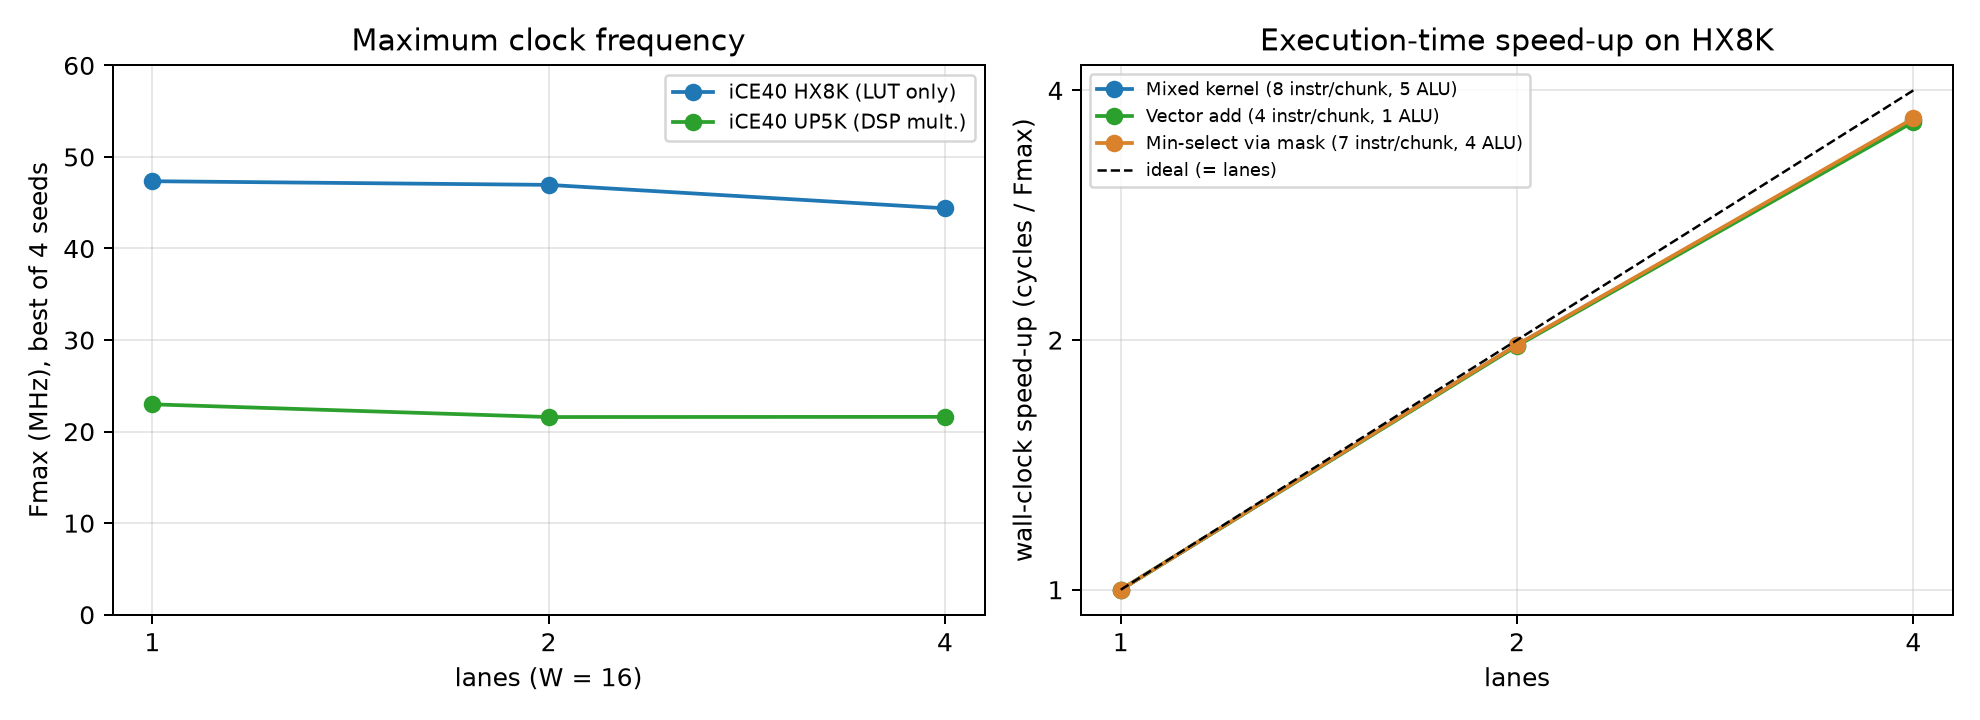 Maximum clock frequency
Fmax (MHz), best of 4 seeds
60
50
40
30
20
10
0
iCE40 HX8K (LUT only)
iCE40 UP5K (DSP mult.)
1
2
4
lanes (W = 16)
Execution-time speed-up on HX8K
wall-clock speed-up (cycles / Fmax)
4
2
1
Mixed kernel (8 instr/chunk, 5 ALU)
Vector add (4 instr/chunk, 1 ALU)
Min-select via mask (7 instr/chunk, 4 ALU)
ideal (= lanes)
1
2
4
lanes